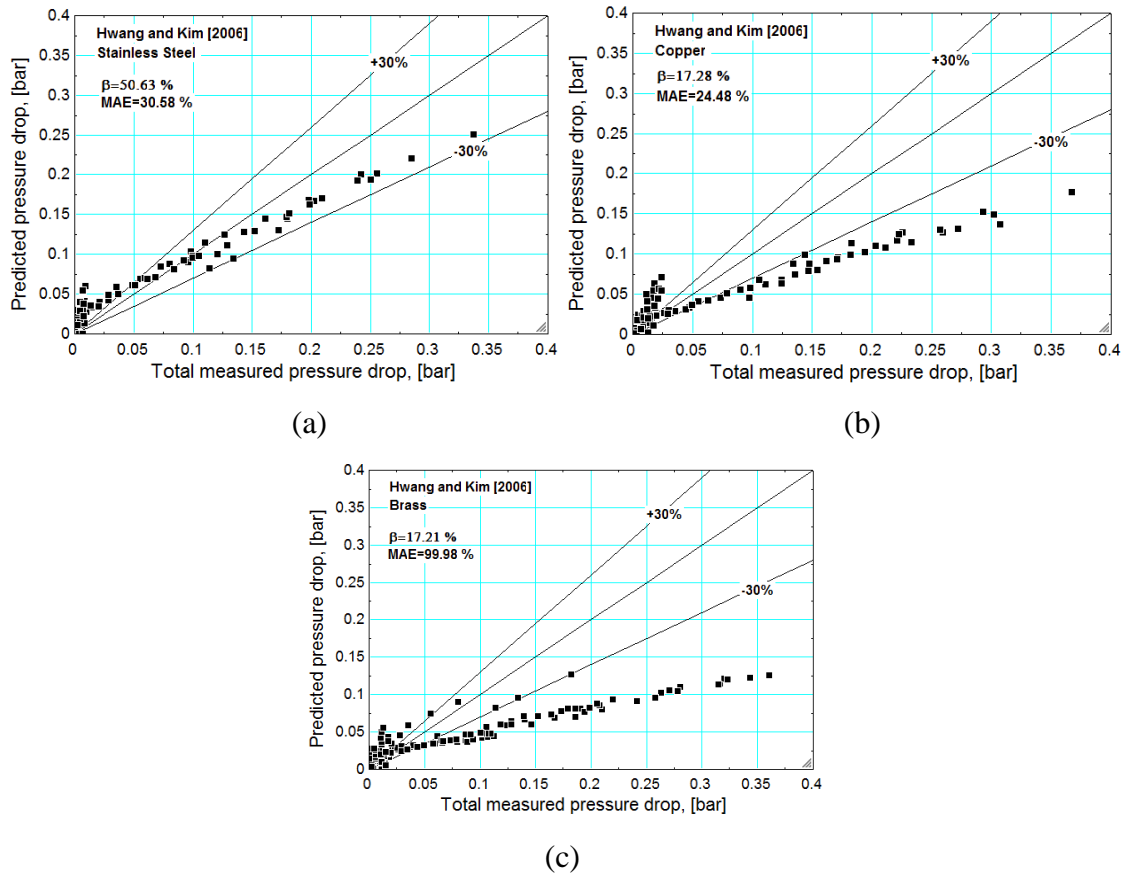 Hwang and Kim [2006]
Stainless Steel
β=50.63 %
MAE=30.58 %
+30%
-30%
Predicted pressure drop, [bar]
0.4
0.35
0.3
0.25
0.2
0.15
0.1
0.05
0
0.05
0.1
0.15
0.2
0.25
0.3
0.35
0.4
Total measured pressure drop, [bar]
(a)
Hwang and Kim [2006]
Copper
β=17.28 %
MAE=24.48 %
+30%
-30%
Predicted pressure drop, [bar]
0.4
0.35
0.3
0.25
0.2
0.15
0.1
0.05
0
0
0.05
0.1
0.15
0.2
0.25
0.3
0.35
0.4
Total measured pressure drop, [bar]
(b)
Hwang and Kim [2006]
Brass
β=17.21 %
MAE=99.98 %
+30%
-30%
Predicted pressure drop, [bar]
0.4
0.35
0.3
0.25
0.2
0.15
0.1
0.05
0
0
0.05
0.1
0.15
0.2
0.25
0.3
0.35
0.4
Total measured pressure drop, [bar]
(c)